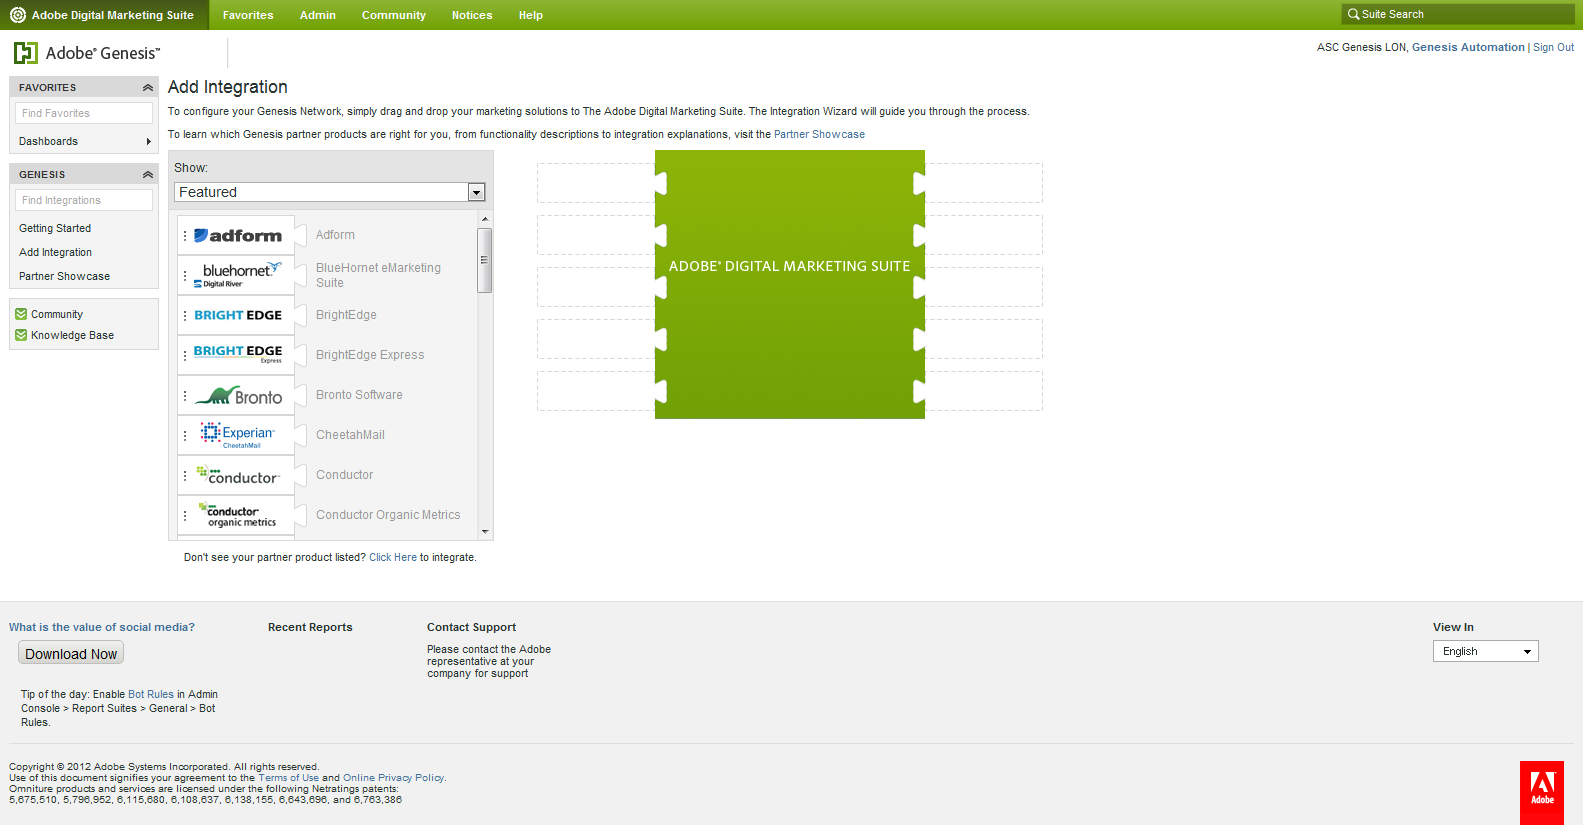 Adobe Digital Marketing Suite
Favorites
Admin
Community
Notices
Help
Suite Search
Adobe® Genesis™
ASC Genesis LON, Genesis Automation | Sign Out
FAVORITES
Find Favorites
Dashboards
GENESIS
Find Integrations
Getting Started
Add Integration
Partner Showcase
Community
Knowledge Base
Add Integration
To configure your Genesis Network, simply drag and drop your marketing solutions to The Adobe Digital Marketing Suite. The Integration Wizard will guide you through the process.
To learn which Genesis partner products are right for you, from functionality descriptions to integration explanations, visit the Partner Showcase
Show:
Featured
adform
Adform
bluehornet
Digital River
BlueHornet eMarketing
Suite
BRIGHT EDGE
BrightEdge
BRIGHT EDGE
Express
BrightEdge Express
Bronto
Bronto Software
Experian
CheetahMail
CheetahMail
conductor
Conductor
conductor
organic metrics
Conductor Organic Metrics
Don't see your partner product listed? Click Here to integrate.
ADOBE® DIGITAL MARKETING SUITE
What is the value of social media?
Download Now
Tip of the day: Enable Bot Rules in Admin
Console > Report Suites > General > Bot
Rules.
Recent Reports
Contact Support
Please contact the Adobe
representative at your
company for support
View In
English
Copyright © 2012 Adobe Systems Incorporated. All rights reserved.
Use of this document signifies your agreement to the Terms of Use and Online Privacy Policy.
Omniture products and services are licensed under the following Netratings patents:
5,675,510, 5,796,952, 6,115,680, 6,108,637, 6,138,155, 6,643,696, and 6,763,386
Adobe